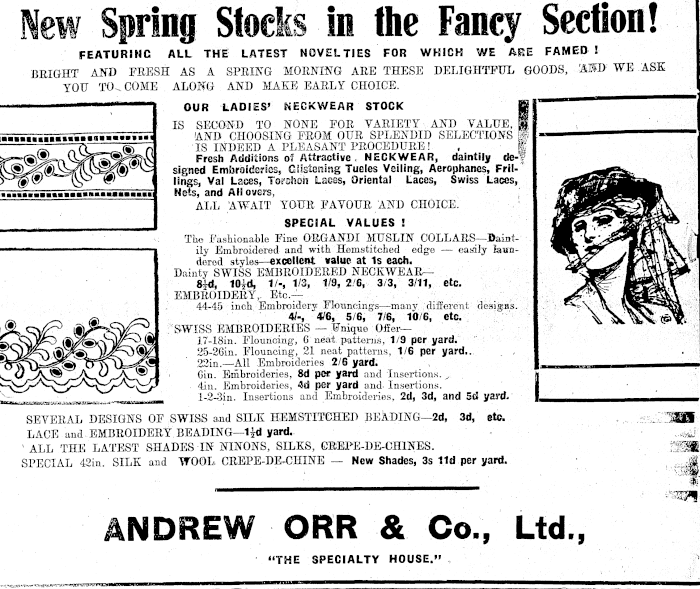 New Spring Stocks in the Fancy Section!
FEATURING ALL THE LATEST NOVELTIES FOR WHICH WE ARE FAMED!
BRIGHT AND FRESH AS A SPRING MORNING ARE THESE DELIGHTFUL GOODS, AND WE ASK
YOU TO COME ALONG AND MAKE EARLY CHOICE.
OUR LADIES' NECKWEAR STOCK
IS SECOND TO NONE FOR VARIETY AND VALUE,
AND CHOOSING FROM OUR SPLENDID SELECTIONS
IS INDEED A PLEASANT PROCEDURE!
Fresh Additions of Attractive NECKWEAR, daintily de-
signed Embroideries, Glistening Tueles Veiling, Aerophanes, Fril-
lings, Val Laces, Torchon Laces, Oriental Laces, Swiss Laces,
Nets, and Allovers,
ALL AWAIT YOUR FAVOUR AND CHOICE.
SPECIAL VALUES!
The Fashionable Fine ORGANDI MUSLIN COLLARS—Daint-
ily Embroidered and with Hemstitched edge — easily laun-
dered styles—excellent value at 1s each.
Dainty SWISS EMBROIDERED NECKWEAR—
8½d, 10½d, 1/-, 1/3, 1/9, 2/6, 3/3, 3/11, etc.
EMBROIDERY, Etc.—
44-45 inch Embroidery Flouncings—many different designs.
4/-, 4/6, 5/6, 7/6, 10/6, etc.
SWISS EMBROIDERIES — Unique Offer—
17-18in. Flouncing, 6 neat patterns, 1/9 per yard.
25-26in. Flouncing, 21 neat patterns, 1/6 per yard..
22in.—All Embroideries 2/6 yard.
6in. Embroideries, 8d per yard and Insertions.
4in. Embroideries, 4d per yard and Insertions.
1-2-3in. Insertions and Embroideries, 2d, 3d, and 5d yard.
SEVERAL DESIGNS OF SWISS and SILK HEMSTITCHED BEADING—2d, 3d, etc.
LACE and EMBROIDERY BEADING—1½d yard.
ALL THE LATEST SHADES IN NINONS, SILKS, CREPE-DE-CHINES.
SPECIAL 42in. SILK and WOOL CREPE-DE-CHINE — New Shades, 3s 11d per yard.
ANDREW ORR & Co., Ltd.,
"THE SPECIALTY HOUSE."